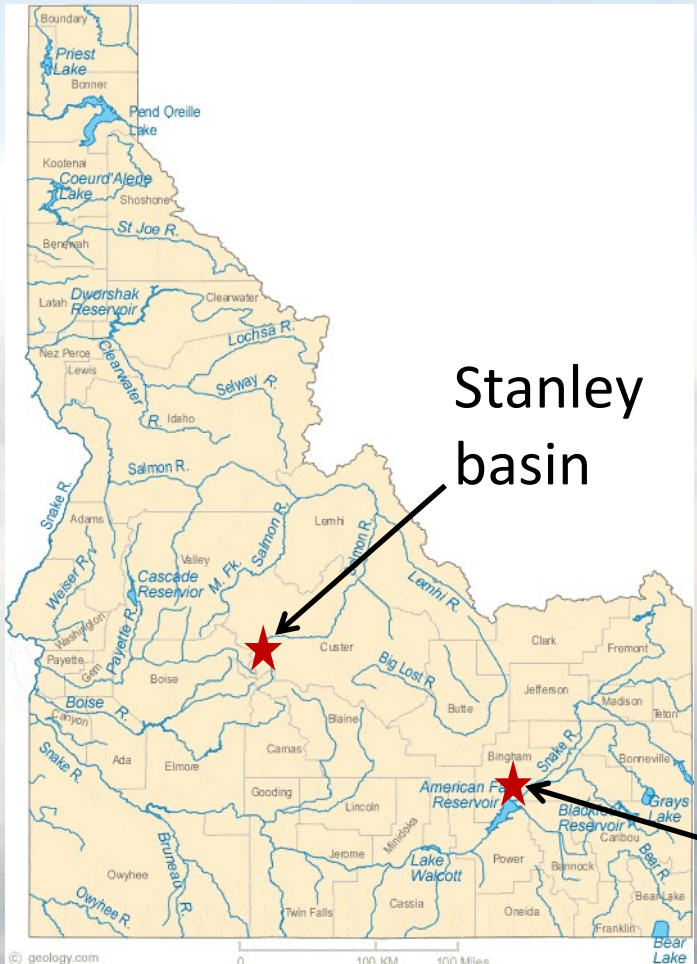 Boundary
Priest
Lake
Bonner
Pend Oreille
Lake
Kootenai
Coeurd'Alene
Lake
Shoshone
St Joe R.
Benewah
Latah
Dworshak
Reservoir
Clearwater
Nez Perce
Lewis
Clearwater
R.
Lochsa R.
Selway R.
Idaho
Stanley
basin
Salmon R.
Snake R.
Adams
Lemhi
Valley
M. Fk. Salmon R.
Salmon R.
Lemhi R.
Weiser R.
Cascade
Reservior
Washington
Payette R.
Payette
Gem
Boise
Custer
Clark
Fremont
Big Lost R
Jefferson
Madison
Teton
Butte
Boise R.
Canyon
Blaine
Snake R.
Ada
Elmore
Camas
Bingham
Snake R.
Bonneville
American Fa
Reservoir
Gooding
Lincoln
Minidoka
Blackfoot
Reservoir
Grays
Lake
Caribou
Bruneau R.
Jerome
Lake
Walcott
Power
Bannock
Bear R.
Owyhee
Owyhee R.
Twin Falls
Cassia
Oneida
Franklin
Bear Lake
Bear
Lake
© geology.com
0 100 KM 100 Miles